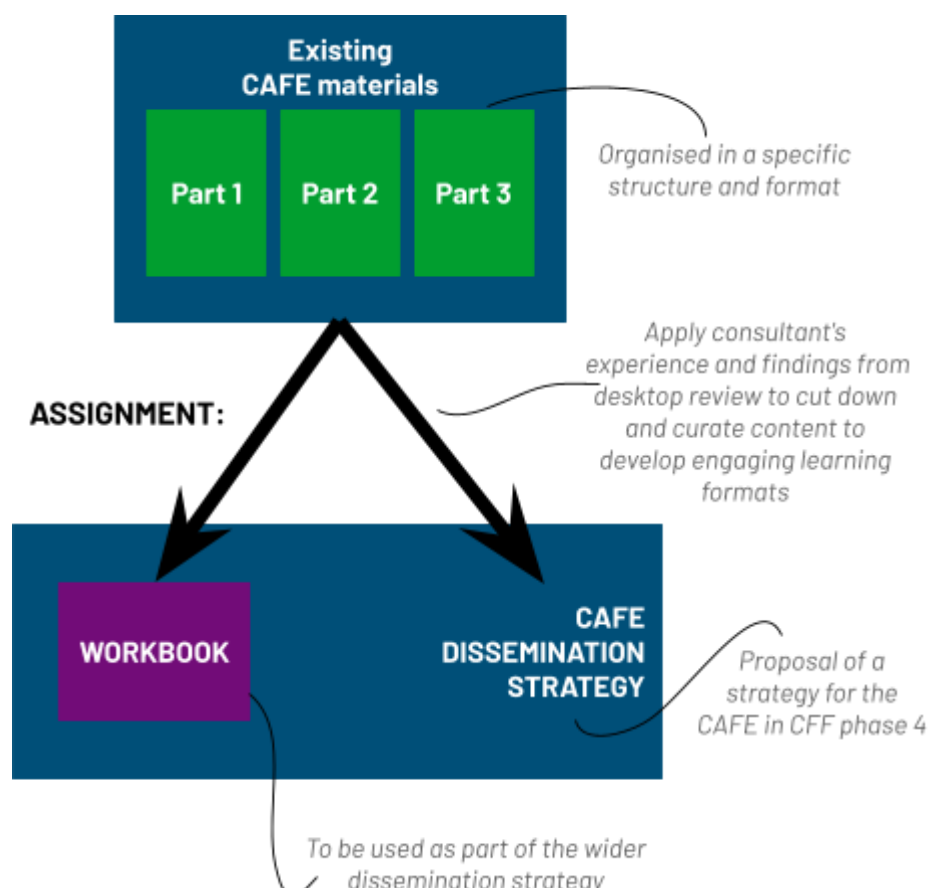 Existing
CAFE materials
Part 1
Part 2
Part 3
Organised in a specific
structure and format
Apply consultant's
experience and findings from
desktop review to cut down
and curate content to
develop engaging learning
formats
ASSIGNMENT:
WORKBOOK
CAFE
DISSEMINATION
STRATEGY
Proposal of a
strategy for the
CAFE in CFF phase 4
To be used as part of the wider
dissemination strategy